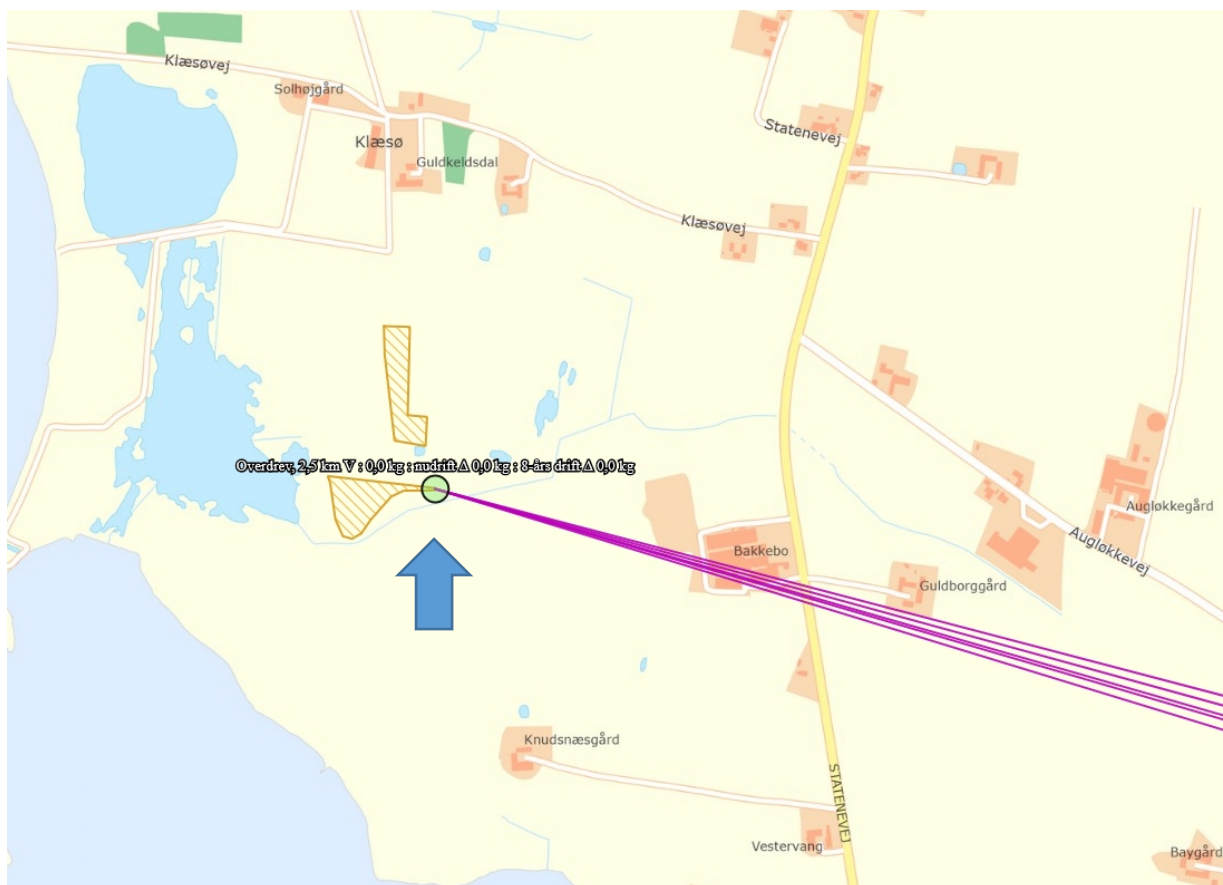 Klæsøvej
Solhøjgård
Klæsø
Guldkeldsdal
Statenevej
Klæsøvej
Overdrev, 2,5 km V : 0,0 kg : nudrift Δ 0,0 kg : 8-års drift Δ 0,0 kg
Augløkkegård
Augløkkevej
Bakkebo
Guldborggård
Knudsnæsgård
STATENEVEJ
Vestervang
Baygård